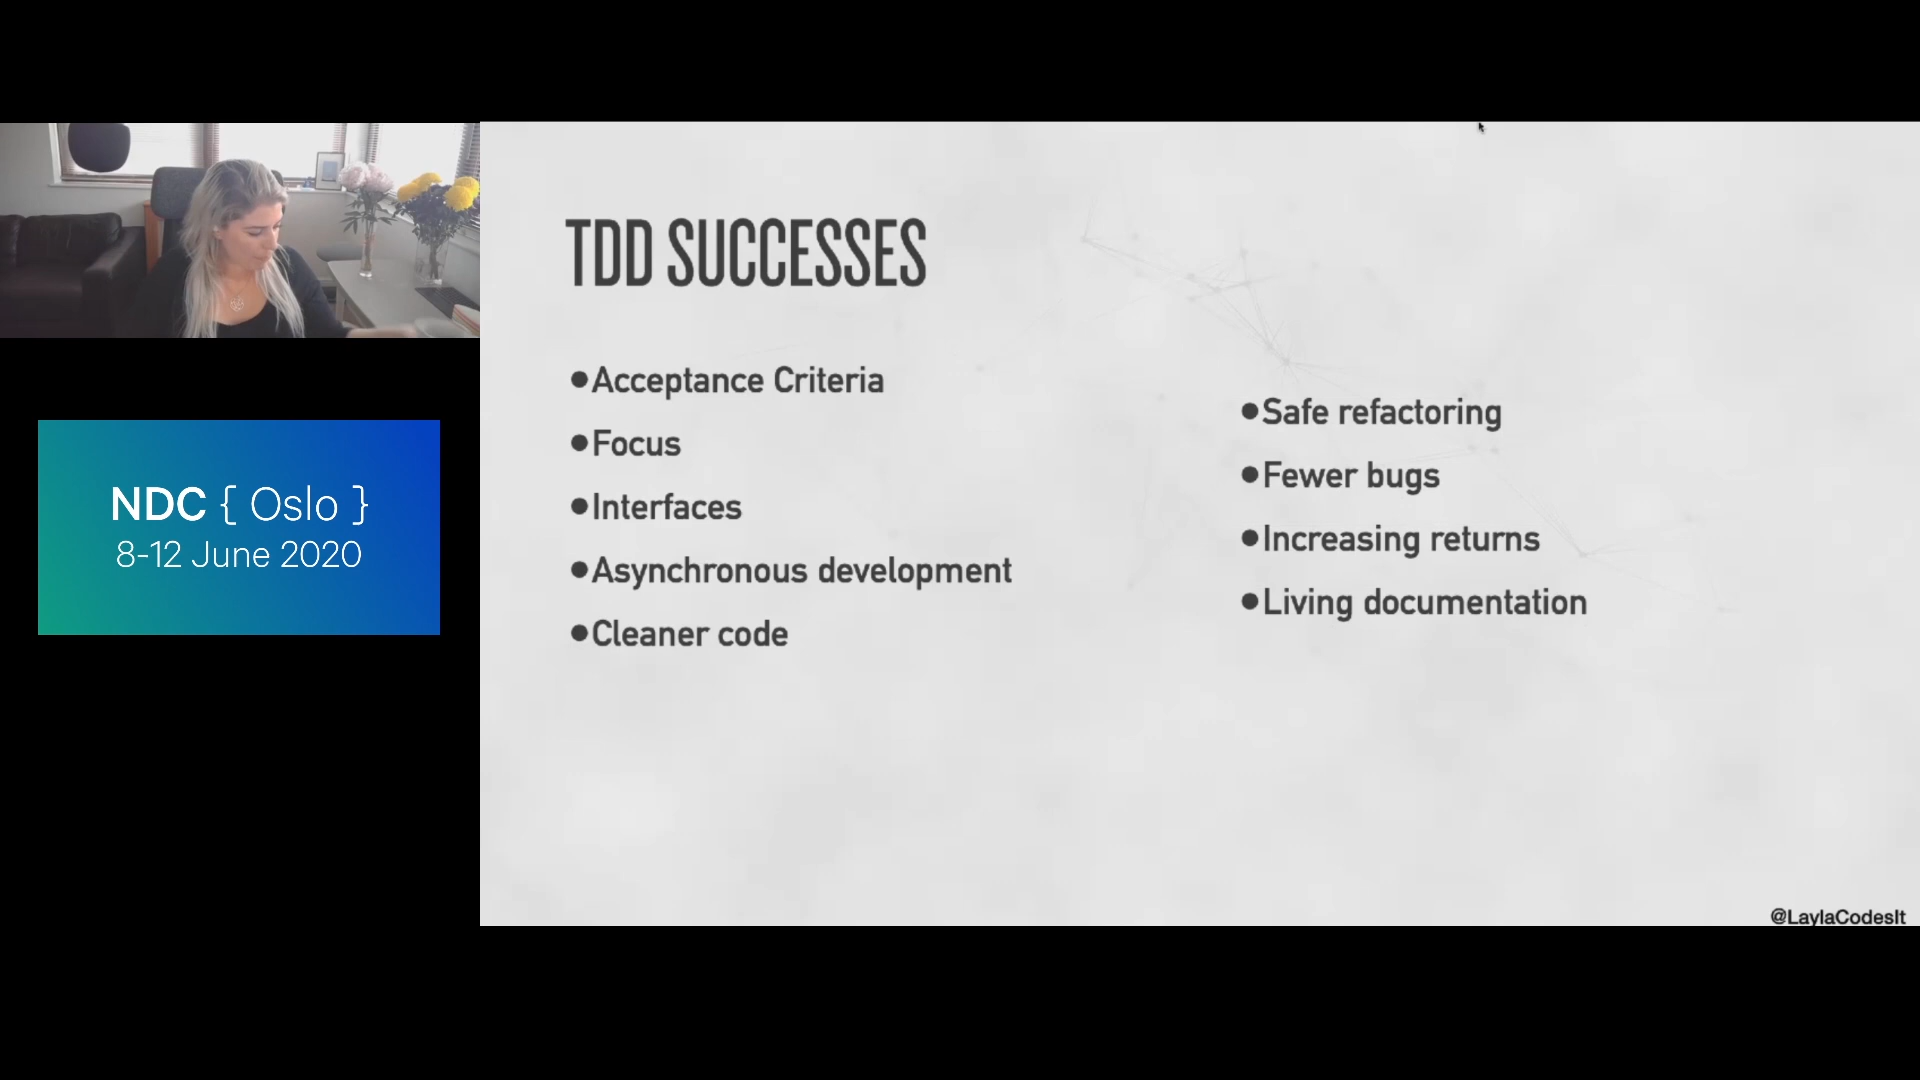 NDC { Oslo }
8-12 June 2020
TDD SUCCESSES
●Acceptance Criteria
●Focus
●Interfaces
●Asynchronous development
●Cleaner code
●Safe refactoring
●Fewer bugs
●Increasing returns
●Living documentation
@LaylaCodesIt